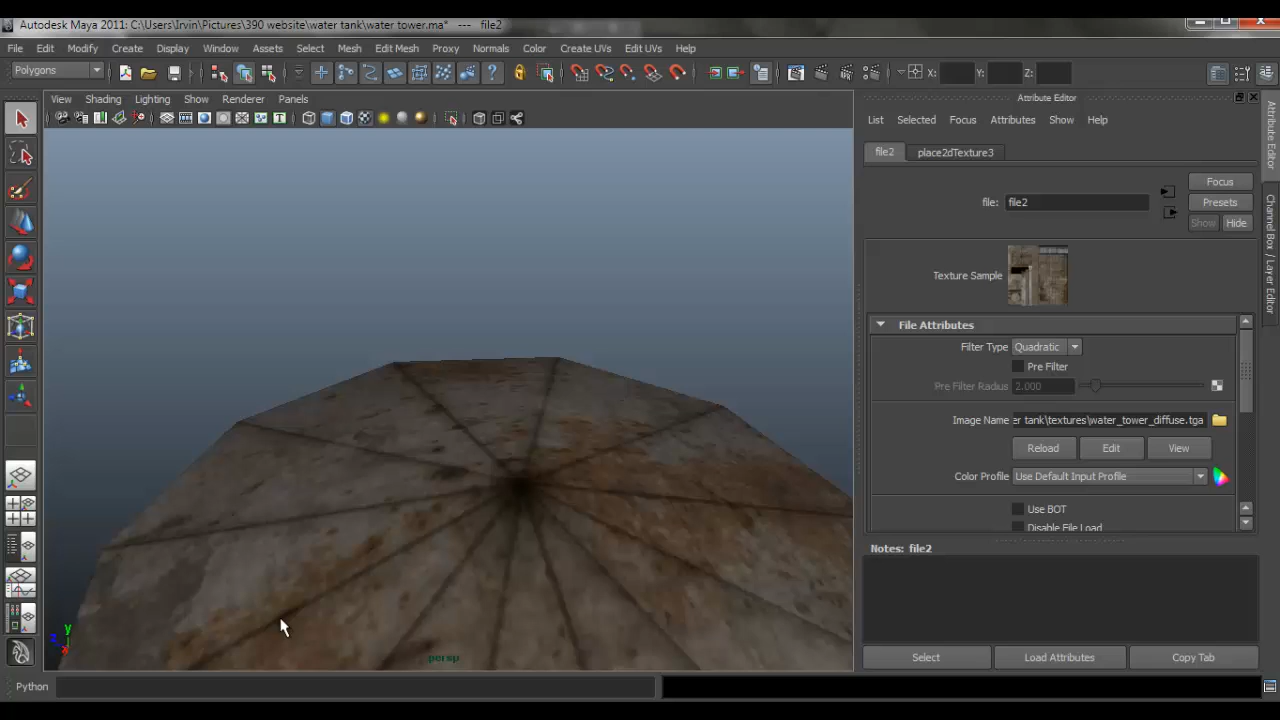 Autodesk Maya 2011: C:\Users\Irvin\Pictures\390 website\water tank\water tower.ma* --- file2
File Edit Modify Create Display Window Assets Select Mesh Edit Mesh Proxy Normals Color Create UVs Edit UVs Help
Polygons X: Y: Z:
View Shading Lighting Show Renderer Panels
Attribute Editor
List Selected Focus Attributes Show Help
file2 place2dTexture3
Focus
file: file2 Presets
Show Hide
Texture Sample
File Attributes
Filter Type Quadratic
Pre Filter
Pre Filter Radius 2.000
Image Name er tank\textures\water_tower_diffuse.tga
Reload Edit View
Color Profile Use Default Input Profile
Use BOT
Disable File Load
Notes: file2
Select Load Attributes Copy Tab
Attribute Editor
Channel Box / Layer Editor
y
z
x
persp
Python